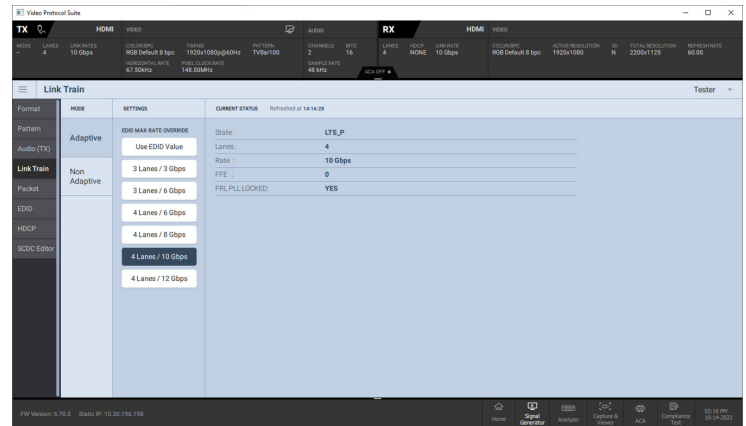 Video Protocol Suite
TX HDMI VIDEO AUDIO RX HDMI VIDEO
MODE LANES LINK RATES COLOR/BPC TIMING PATTERN CHANNELS BITS LANES HDCP LINK RATE COLOR/BPC ACTIVE RESOLUTION 3D TOTAL RESOLUTION REFRESH RATE
– 4 10 Gbps RGB Default 8 bpc 1920x1080p@60Hz TVBar100 2 16 4 NONE 10 Gbps RGB Default 8 bpc 1920x1080 N 2200x1125 60.00
HORIZONTAL RATE PIXEL CLOCK RATE SAMPLE RATE
67.50kHz 148.50MHz 48 kHz ACA OFF
Link Train Tester
Format MODE SETTINGS CURRENT STATUS Refreshed at 14:16:28
Pattern
Audio (TX)
Link Train
Packet
EDID
HDCP
SCDC Editor
Adaptive
Non
Adaptive
EDID MAX RATE OVERRIDE
Use EDID Value
3 Lanes / 3 Gbps
3 Lanes / 6 Gbps
4 Lanes / 6 Gbps
4 Lanes / 8 Gbps
4 Lanes / 10 Gbps
4 Lanes / 12 Gbps
State: LTS_P
Lanes: 4
Rate : 10 Gbps
FFE : 0
FRL PLL LOCKED: YES
FW Version: 6.70.5 Static IP: 10.30.196.198
Home
Signal
Generator
Analyzer
Capture &
Viewer
ACA
Compliance
Test
02:16 PM
10-14-2022